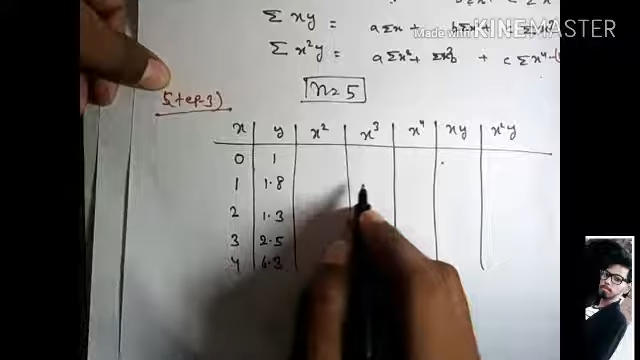 Σxy = aΣx +
Made with KINEMASTER
Σx²y = aΣx² + Σx³b + cΣx⁴
n = 5
Step-3)
x y x² x³ x⁴ xy x²y
0 1
1 1.8
2 1.3
3 2.5
4 6.3